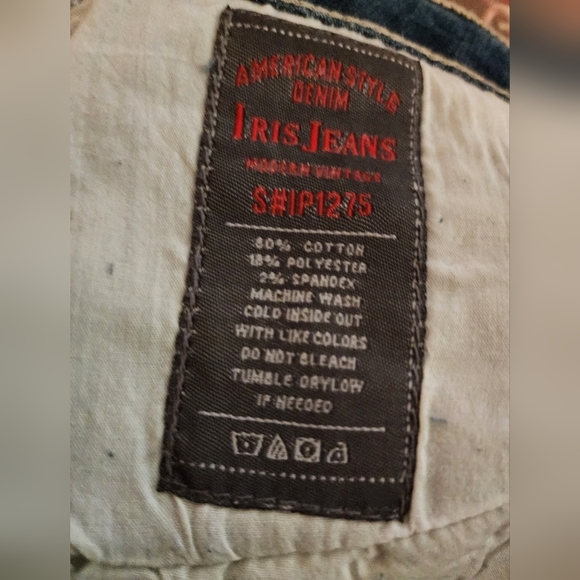 AMERICAN STYLE
DENIM
IRIS JEANS
MODERN VINTAGE
S#IP1275
80% COTTON
18% POLYESTER
2% SPANDEX
MACHINE WASH
COLD INSIDE OUT
WITH LIKE COLORS
DO NOT BLEACH
TUMBLE DRYLOW
IF NEEDED